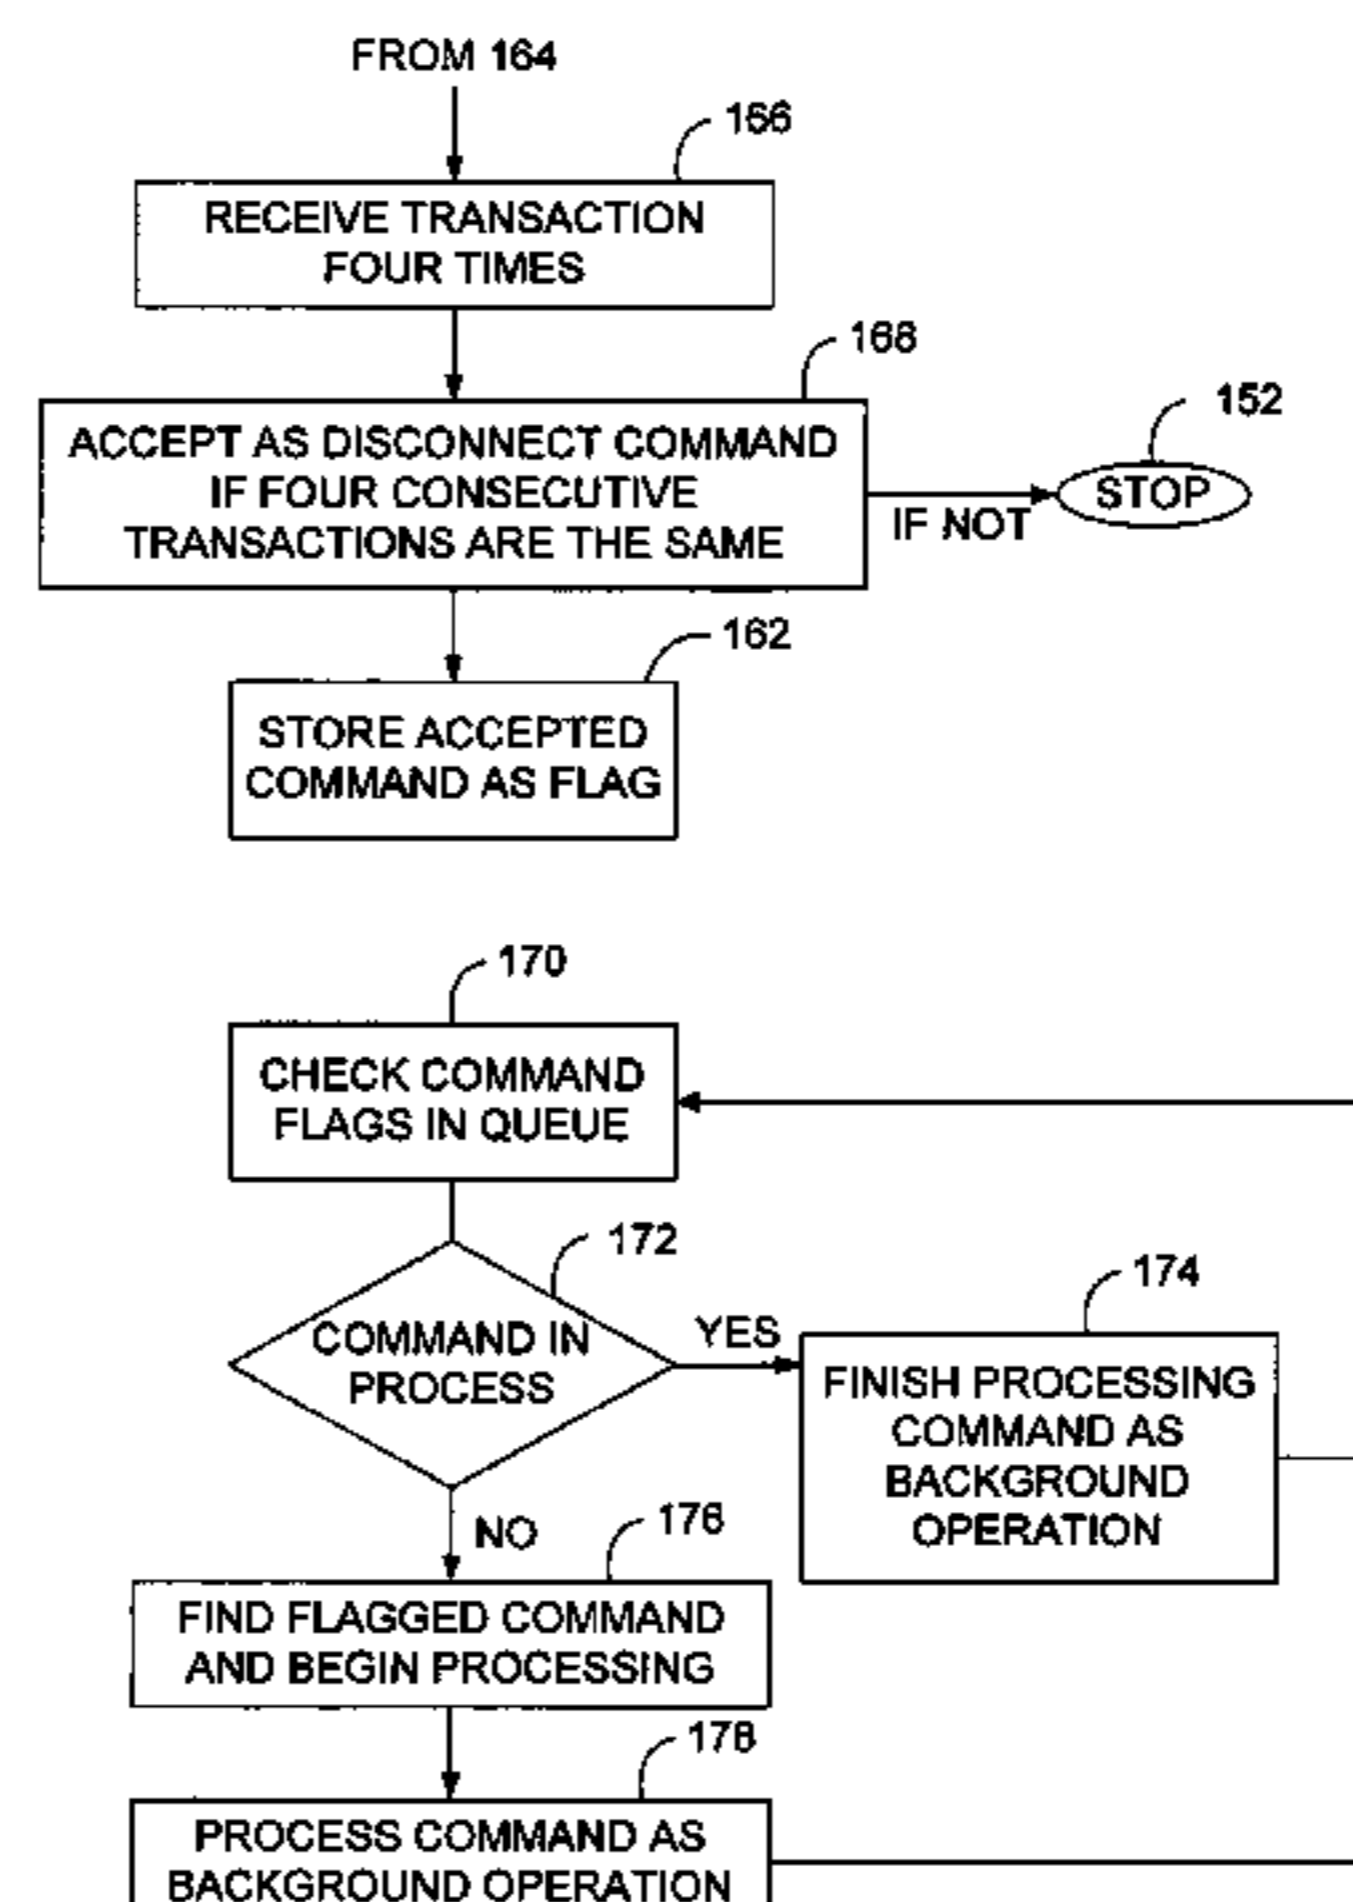 FROM 164
166
RECEIVE TRANSACTION
FOUR TIMES
168
ACCEPT AS DISCONNECT COMMAND
IF FOUR CONSECUTIVE
TRANSACTIONS ARE THE SAME
152
STOP
IF NOT
162
STORE ACCEPTED
COMMAND AS FLAG
170
CHECK COMMAND
FLAGS IN QUEUE
172
COMMAND IN
PROCESS
YES
174
FINISH PROCESSING
COMMAND AS
BACKGROUND
OPERATION
NO
176
FIND FLAGGED COMMAND
AND BEGIN PROCESSING
178
PROCESS COMMAND AS
BACKGROUND OPERATION